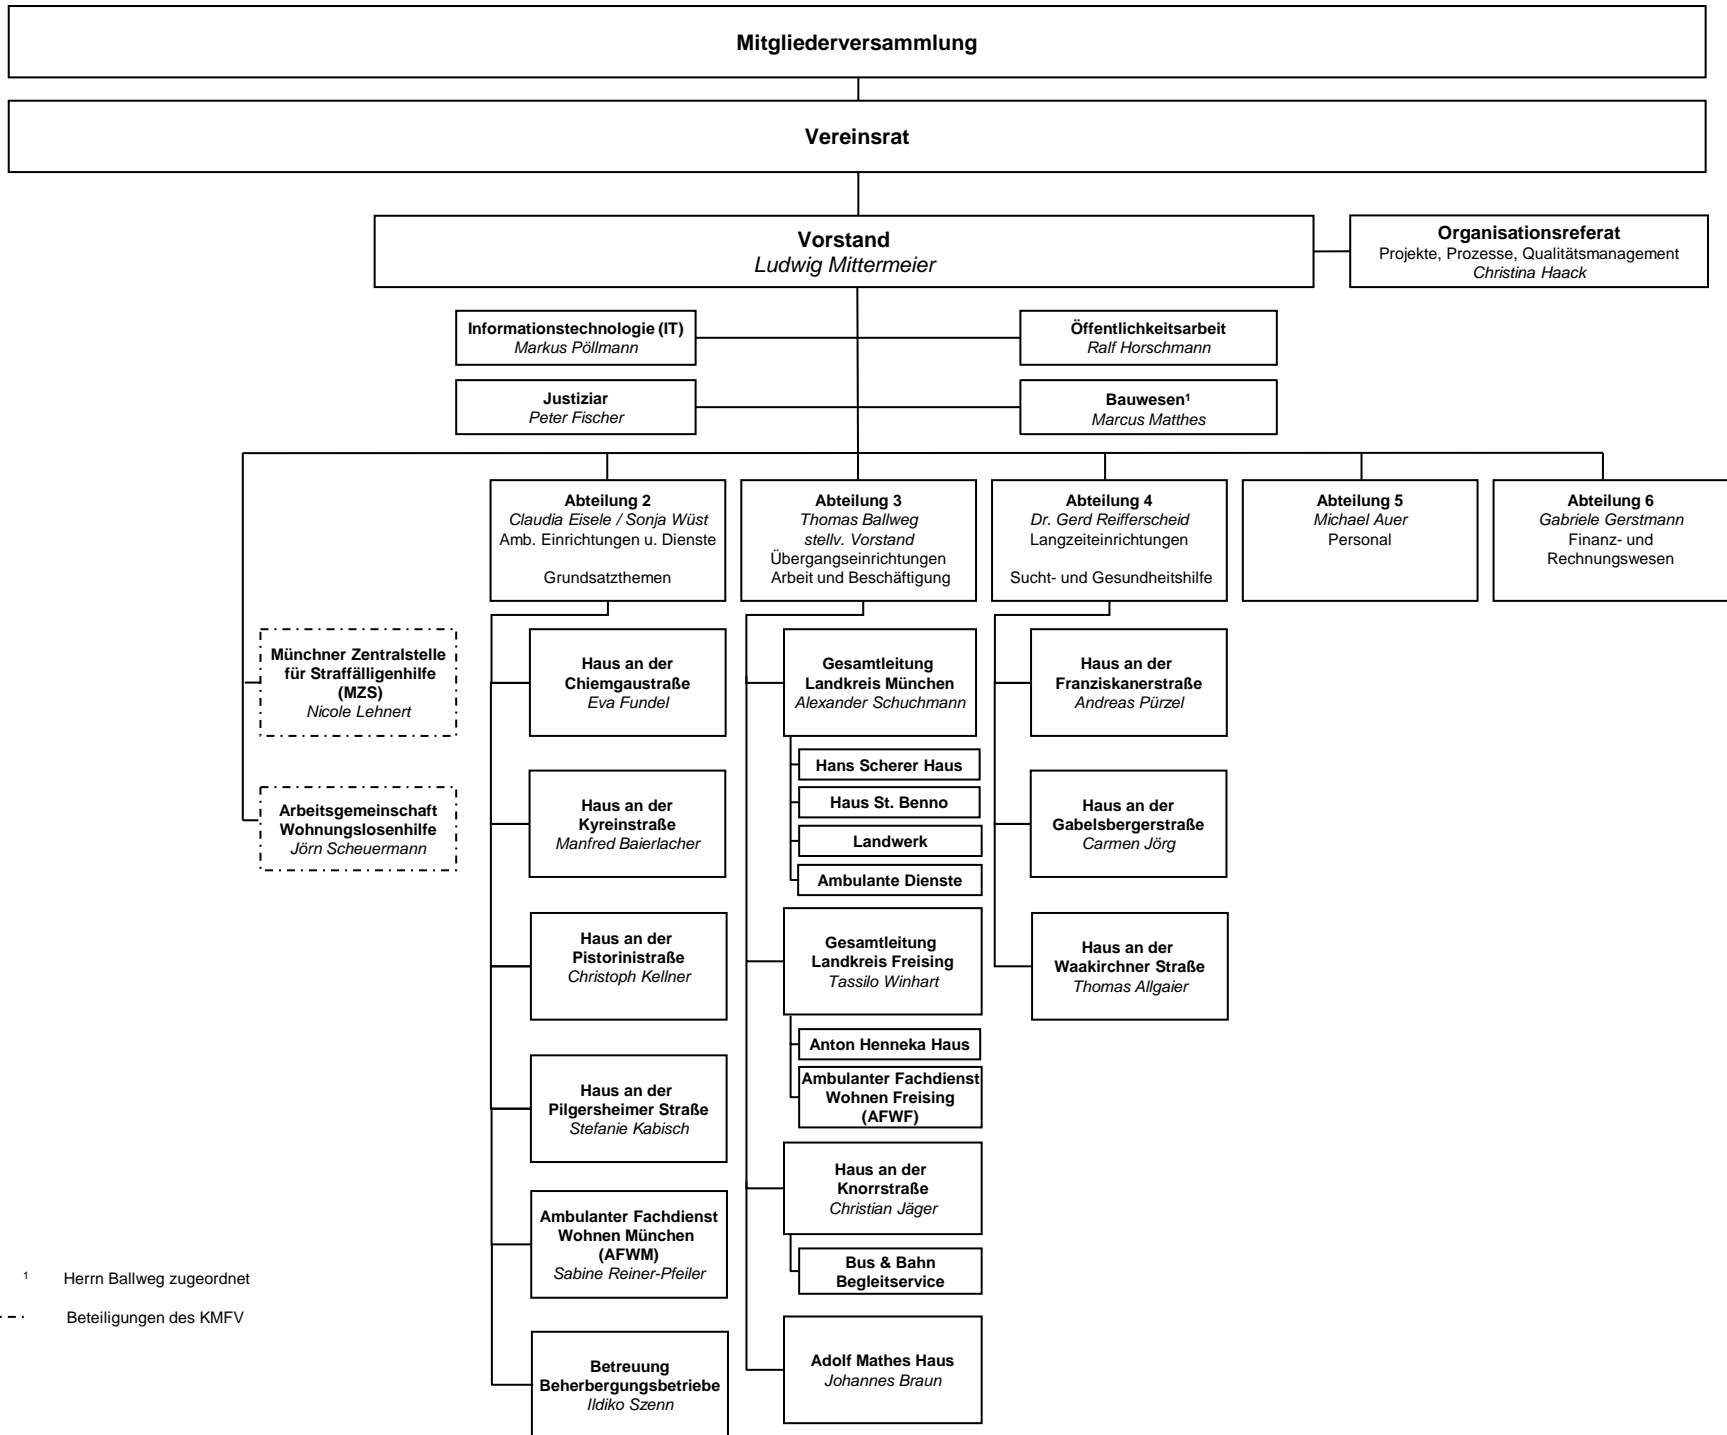 Mitgliederversammlung
Vereinsrat
Vorstand
Ludwig Mittermeier
Organisationsreferat
Projekte, Prozesse, Qualitätsmanagement
Christina Haack
Informationstechnologie (IT)
Markus Pöllmann
Öffentlichkeitsarbeit
Ralf Horschmann
Justiziar
Peter Fischer
Bauwesen¹
Marcus Matthes
Abteilung 2
Claudia Eisele / Sonja Wüst
Amb. Einrichtungen u. Dienste
Grundsatzthemen
Abteilung 3
Thomas Ballweg
stellv. Vorstand
Übergangseinrichtungen
Arbeit und Beschäftigung
Abteilung 4
Dr. Gerd Reifferscheid
Langzeiteinrichtungen
Sucht- und Gesundheitshilfe
Abteilung 5
Michael Auer
Personal
Abteilung 6
Gabriele Gerstmann
Finanz- und
Rechnungswesen
Münchner Zentralstelle
für Straffälligenhilfe
(MZS)
Nicole Lehnert
Arbeitsgemeinschaft
Wohnungslosenhilfe
Jörn Scheuermann
Haus an der
Chiemgaustraße
Eva Fundel
Haus an der
Kyreinstraße
Manfred Baierlacher
Haus an der
Pistorinistraße
Christoph Kellner
Haus an der
Pilgersheimer Straße
Stefanie Kabisch
Ambulanter Fachdienst
Wohnen München
(AFWM)
Sabine Reiner-Pfeiler
Betreuung
Beherbergungsbetriebe
Ildiko Szenn
Gesamtleitung
Landkreis München
Alexander Schuchmann
Hans Scherer Haus
Haus St. Benno
Landwerk
Ambulante Dienste
Gesamtleitung
Landkreis Freising
Tassilo Winhart
Anton Henneka Haus
Ambulanter Fachdienst
Wohnen Freising
(AFWF)
Haus an der
Knorrstraße
Christian Jäger
Bus & Bahn
Begleitservice
Adolf Mathes Haus
Johannes Braun
Haus an der
Franziskanerstraße
Andreas Pürzel
Haus an der
Gabelsbergerstraße
Carmen Jörg
Haus an der
Waakirchner Straße
Thomas Allgaier
¹ Herrn Ballweg zugeordnet
Beteiligungen des KMFV